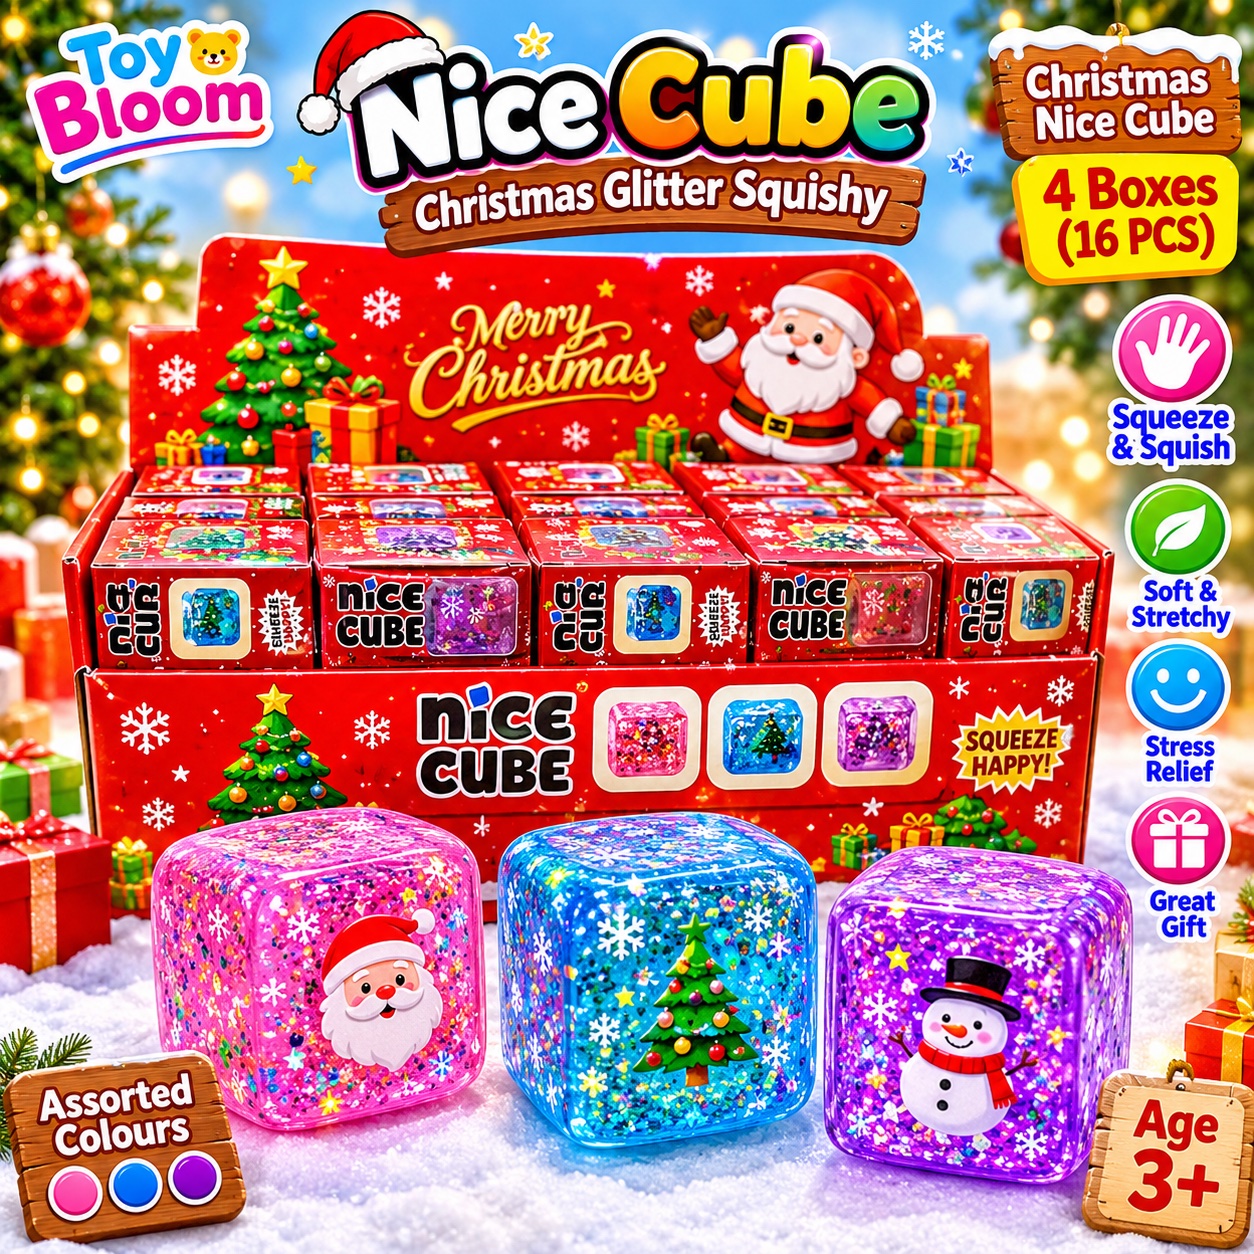 Toy
Bloom
Nice Cube
Christmas Glitter Squishy
Christmas
Nice Cube
4 Boxes
(16 PCS)
Merry
Christmas
Squeeze
& Squish
Soft &
Stretchy
Stress
Relief
Great
Gift
NICE
CUBE
NICE
CUBE
NICE
CUBE
SQUEEZE
HAPPY!
Assorted
Colours
Age
3+